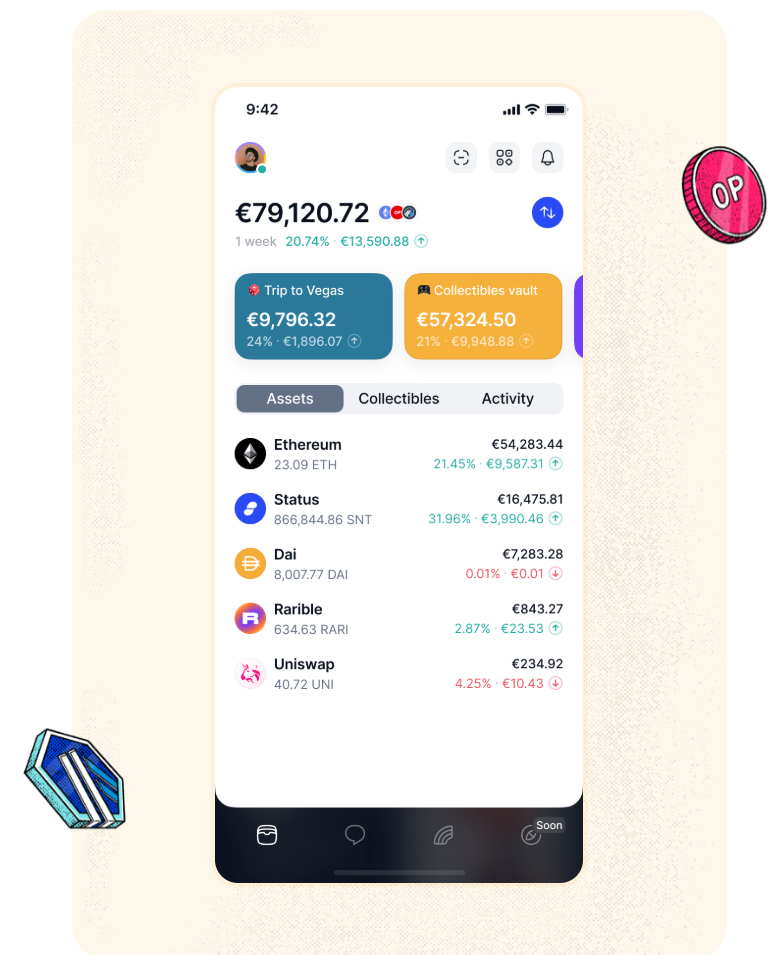 9:42
€79,120.72
1 week 20.74% · €13,590.88
Trip to Vegas
€9,796.32
24% · €1,896.07
Collectibles vault
€57,324.50
21% · €9,948.88
Assets Collectibles Activity
Ethereum €54,283.44
23.09 ETH 21.45% · €9,587.31
Status €16,475.81
866,844.86 SNT 31.96% · €3,990.46
Dai €7,283.28
8,007.77 DAI 0.01% · €0.01
Rarible €843.27
634.63 RARI 2.87% · €23.53
Uniswap €234.92
40.72 UNI 4.25% · €10.43
Soon
OP